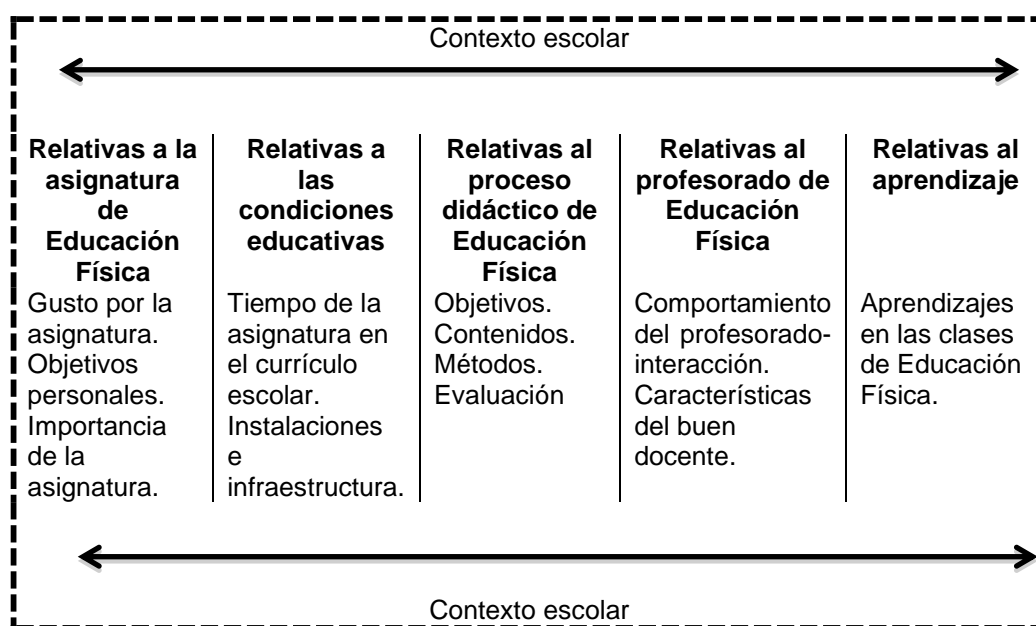 Contexto escolar
Relativas a la
asignatura
de
Educación
Física
Gusto por la
asignatura.
Objetivos
personales.
Importancia
de la
asignatura.
Relativas a
las
condiciones
educativas
Tiempo de la
asignatura en
el currículo
escolar.
Instalaciones
e
infraestructura.
Relativas al
proceso
didáctico de
Educación
Física
Objetivos.
Contenidos.
Métodos.
Evaluación
Relativas al
profesorado de
Educación
Física
Comportamiento
del profesorado-
interacción.
Características
del buen
docente.
Relativas al
aprendizaje
Aprendizajes
en las clases
de Educación
Física.
Contexto escolar